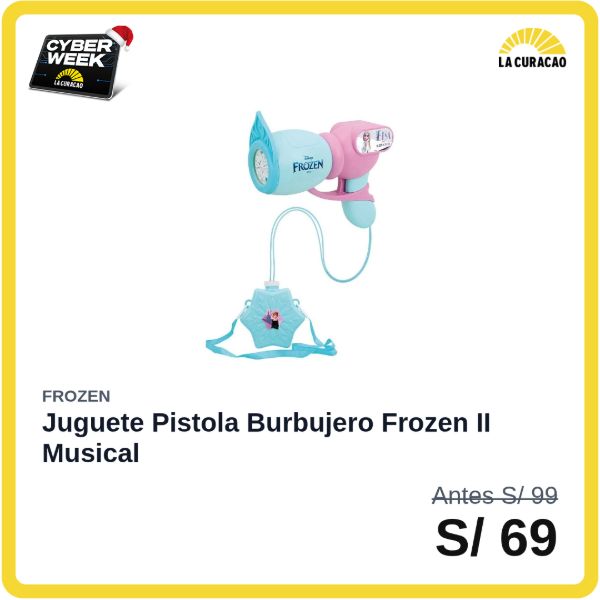 CYBER
WEEK
LA CURACAO
LA CURACAO
Disney
FROZEN
FROZEN
Juguete Pistola Burbujero Frozen II
Musical
Antes S/ 99
S/ 69